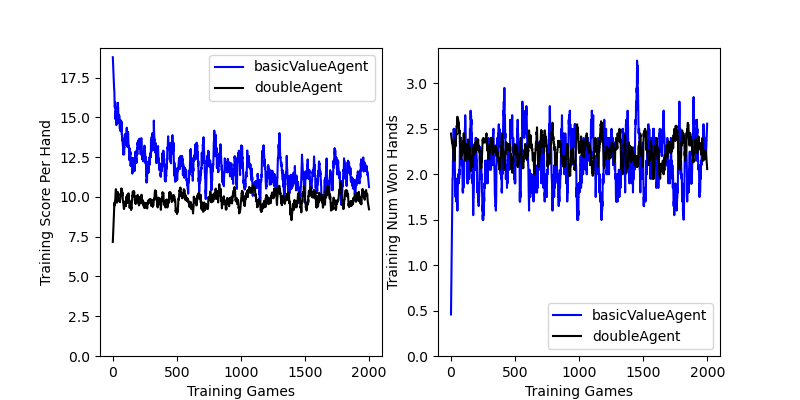 Training Score Per Hand
17.5
15.0
12.5
10.0
7.5
5.0
2.5
0.0
0 500 1000 1500 2000
Training Games
basicValueAgent
doubleAgent
Training Num Won Hands
3.0
2.5
2.0
1.5
1.0
0.5
0.0
0 500 1000 1500 2000
Training Games
basicValueAgent
doubleAgent